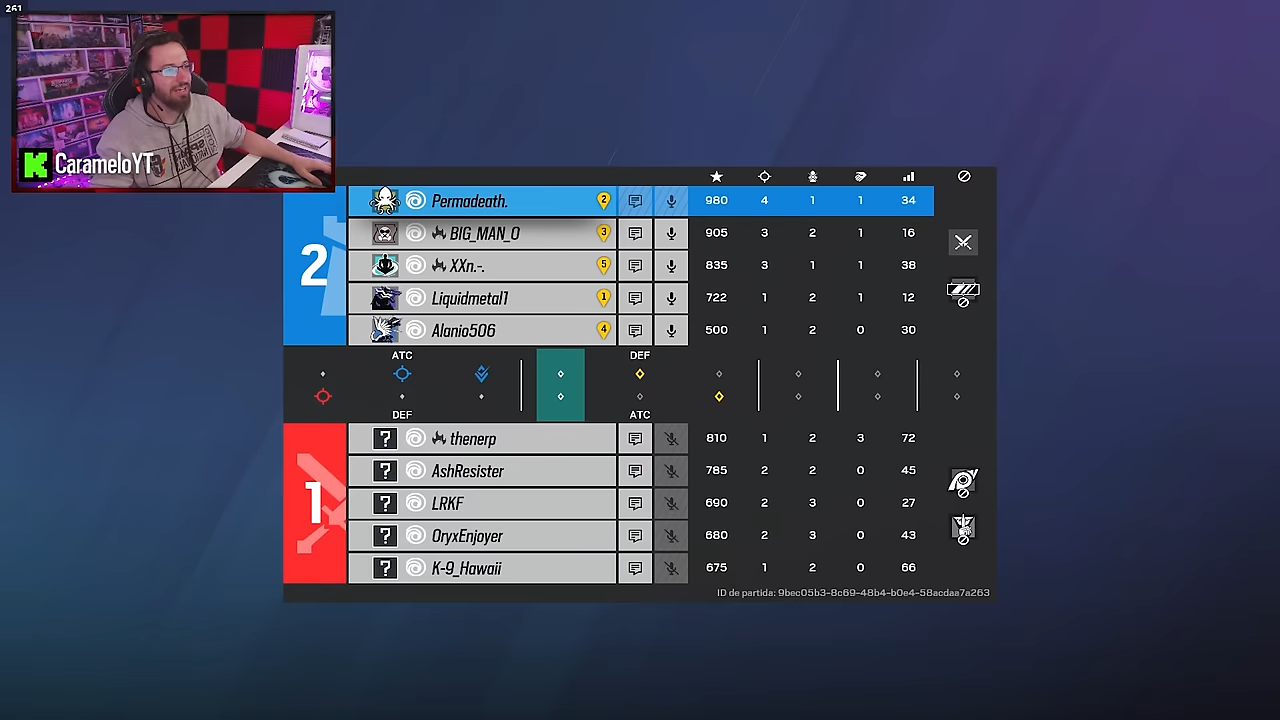 261
CarameloYT
2
Permadeath. 2 980 4 1 1 34
BIG_MAN_O 3 905 3 2 1 16
XXn.-. 5 835 3 1 1 38
Liquidmetal1 1 722 1 2 1 12
Alanio506 4 500 1 2 0 30
ATC DEF
DEF ATC
1
? thenerp 810 1 2 3 72
? AshResister 785 2 2 0 45
? LRKF 690 2 3 0 27
? OryxEnjoyer 680 2 3 0 43
? K-9_Hawaii 675 1 2 0 66
ID de partida: 9bec05b3-8c69-48b4-b0e4-58acdaa7a263